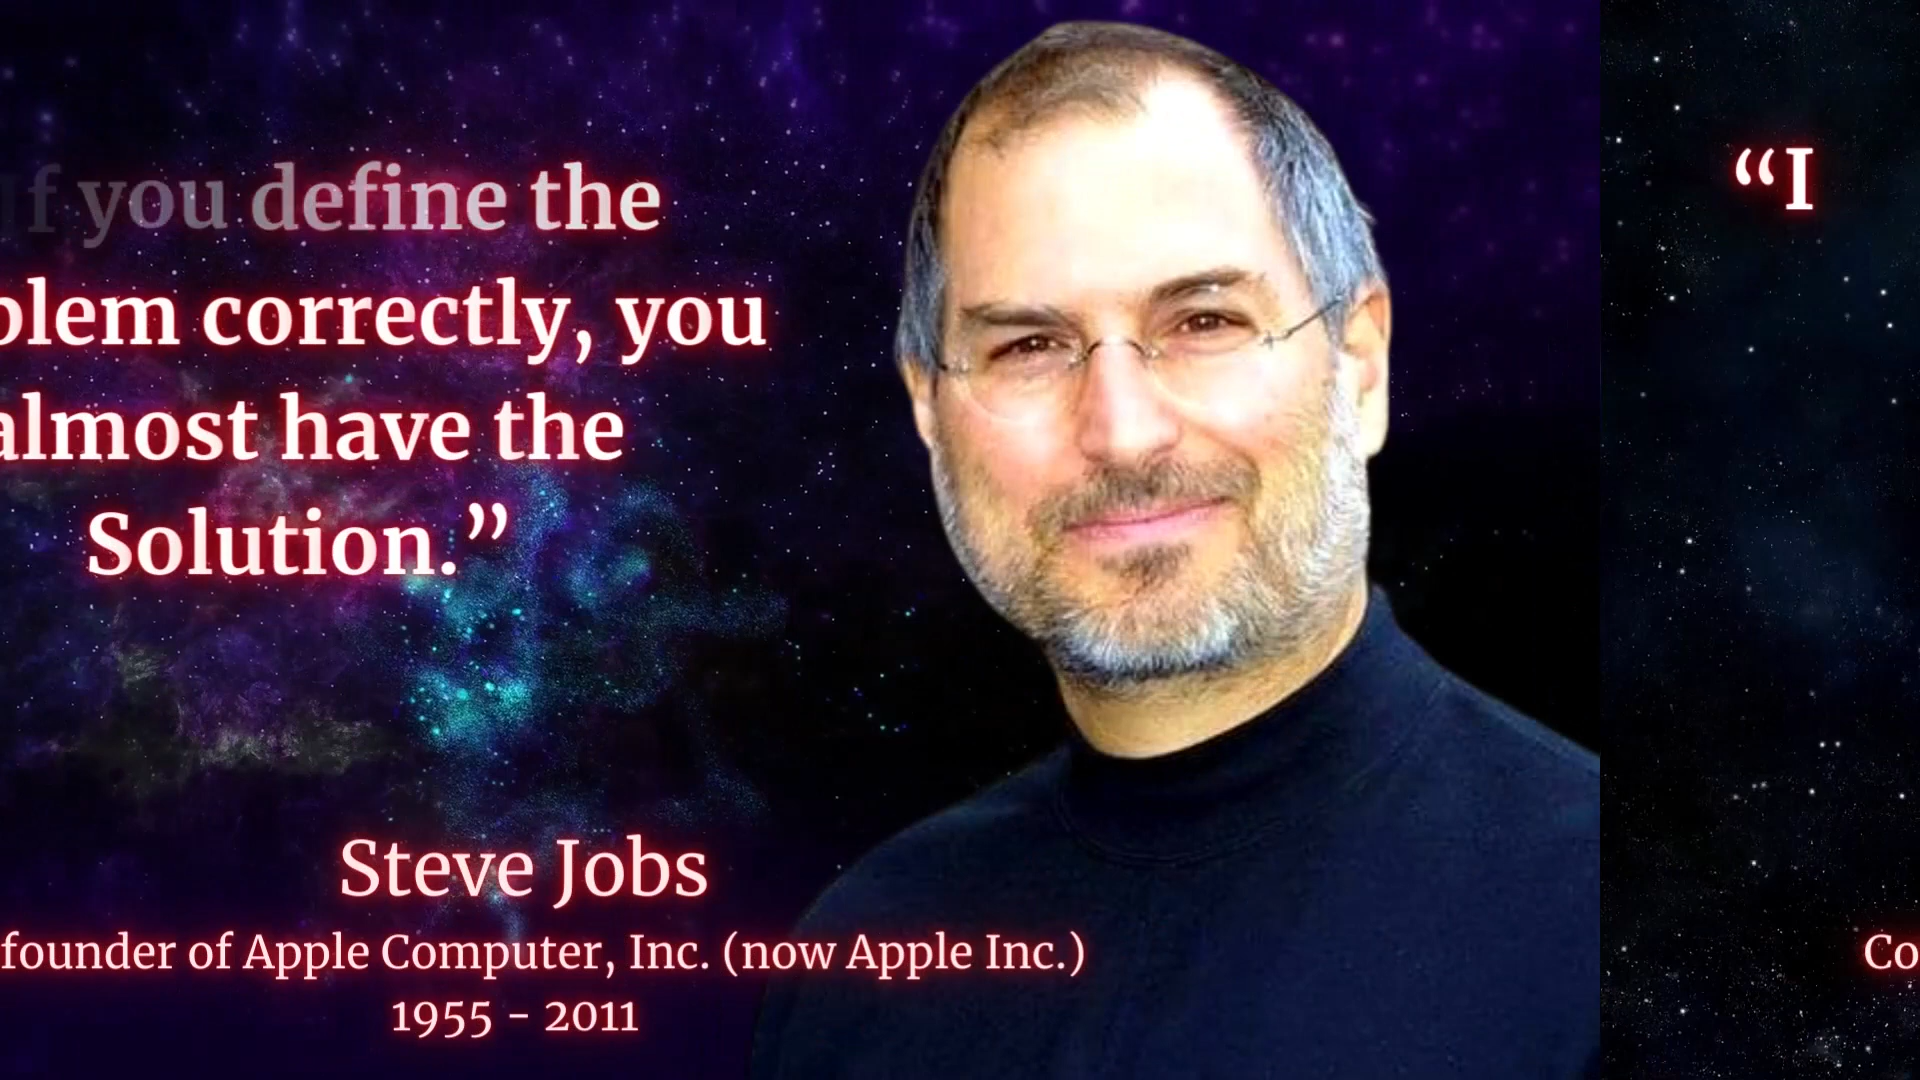 If you define the
blem correctly, you
almost have the
Solution.”
Steve Jobs
founder of Apple Computer, Inc. (now Apple Inc.)
1955 - 2011
“I
Co